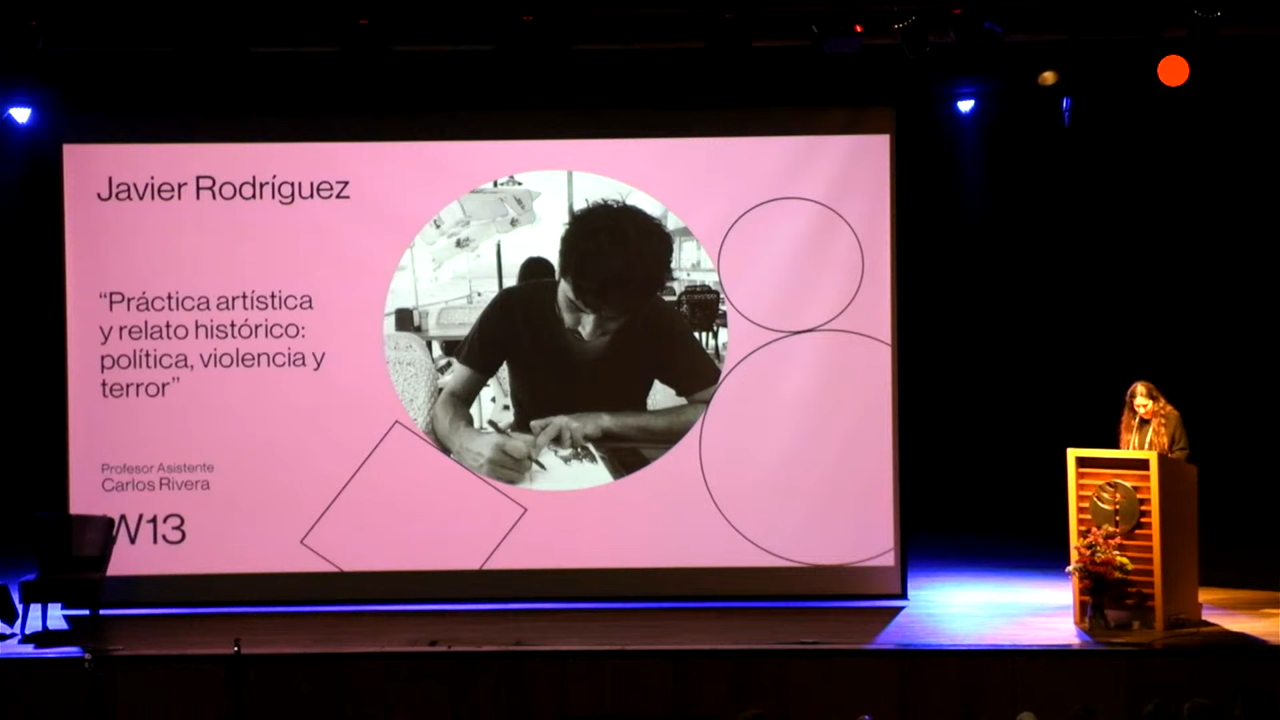 Javier Rodríguez
“Práctica artística
y relato histórico:
política, violencia y
terror”
Profesor Asistente
Carlos Rivera
W13